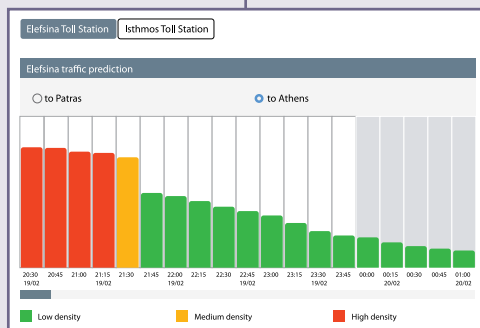 Elefsina Toll Station Isthmos Toll Station
Elefsina traffic prediction
to Patras to Athens
20:30 20:45 21:00 21:15 21:30 21:45 22:00 22:15 22:30 22:45 23:00 23:15 23:30 23:45 00:00 00:15 00:30 00:45 01:00
19/02 19/02 19/02 19/02 19/02 20/02 20/02
Low density Medium density High density